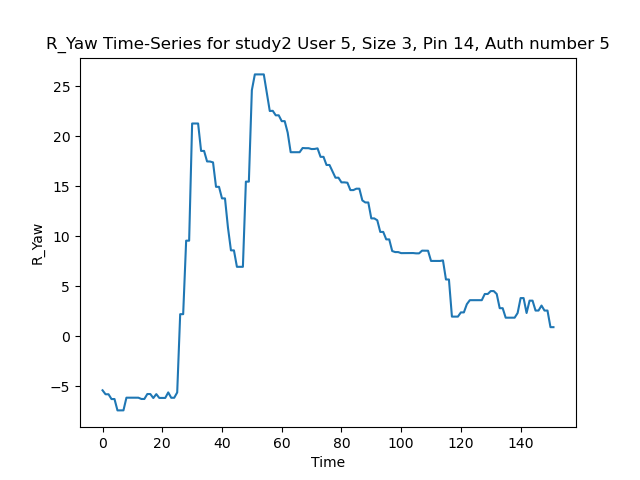 R_Yaw Time-Series for study2 User 5, Size 3, Pin 14, Auth number 5
25
20
15
10
5
0
−5
R_Yaw
0 20 40 60 80 100 120 140
Time